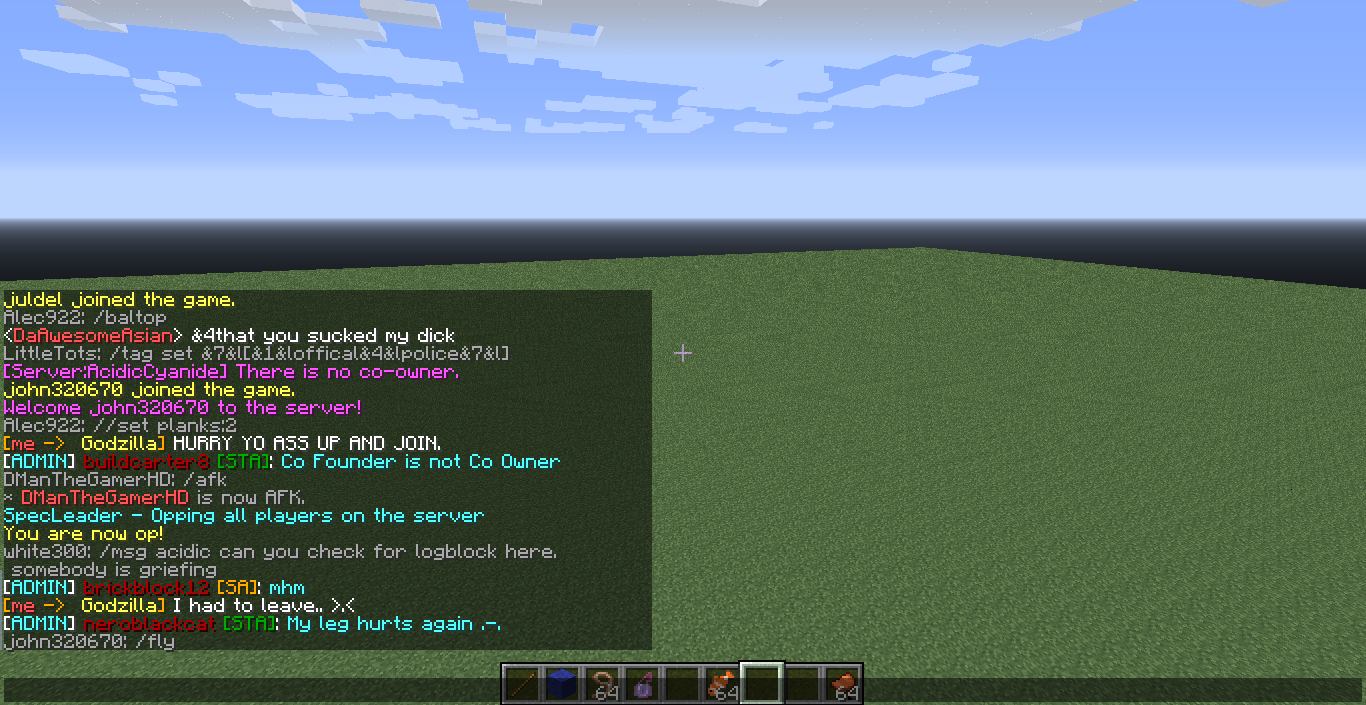 juldel joined the game.
Alec922: /baltop
<DaAwesomeAsian> &4that you sucked my dick
LittleTots: /tag set &7&l[&1&loffical&4&lpolice&7&l]
[Server:AcidicCyanide] There is no co-owner.
john320670 joined the game.
Welcome john320670 to the server!
Alec922: //set planks:2
[me -> Godzilla] HURRY YO ASS UP AND JOIN.
[ADMIN] buildcarter8 [STA]: Co Founder is not Co Owner
DManTheGamerHD: /afk
* DManTheGamerHD is now AFK.
SpecLeader - Opping all players on the server
You are now op!
white300: /msg acidic can you check for logblock here.
somebody is griefing
[ADMIN] brickblock12 [SA]: mhm
[me -> Godzilla] I had to leave.. >.<
[ADMIN] neroblackcat [STA]: My leg hurts again .-.
john320670: /fly
64 64 64